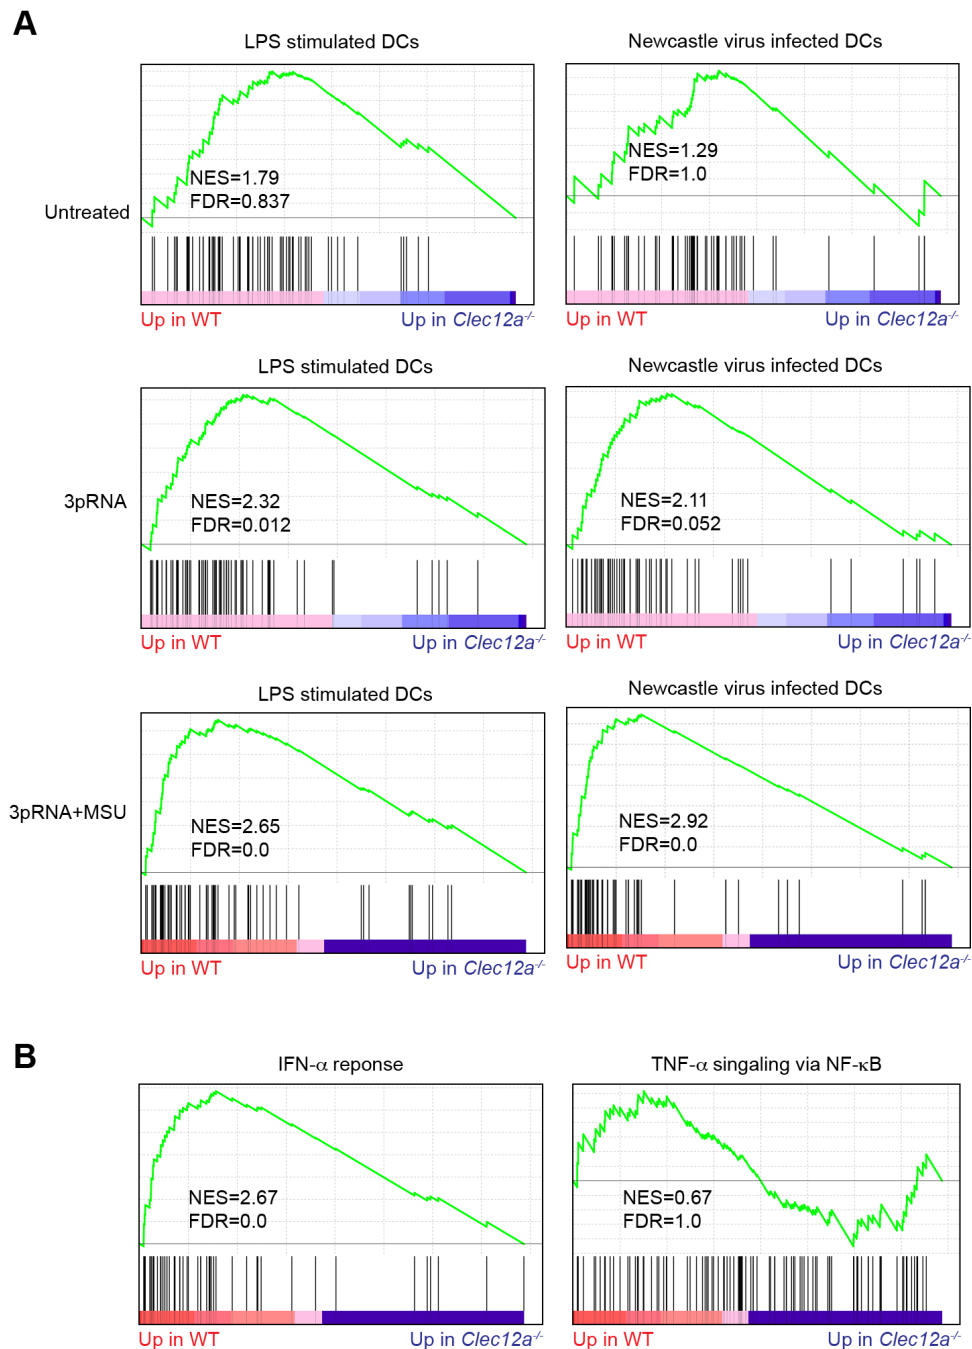 A
LPS stimulated DCs
Newcastle virus infected DCs
Untreated
NES=1.79
FDR=0.837
NES=1.29
FDR=1.0
Up in WT
Up in Clec12a-/-
Up in WT
Up in Clec12a-/-
LPS stimulated DCs
Newcastle virus infected DCs
3pRNA
NES=2.32
FDR=0.012
NES=2.11
FDR=0.052
Up in WT
Up in Clec12a-/-
Up in WT
Up in Clec12a-/-
LPS stimulated DCs
Newcastle virus infected DCs
3pRNA+MSU
NES=2.65
FDR=0.0
NES=2.92
FDR=0.0
Up in WT
Up in Clec12a-/-
Up in WT
Up in Clec12a-/-
B
IFN-α reponse
TNF-α singaling via NF-κB
NES=2.67
FDR=0.0
NES=0.67
FDR=1.0
Up in WT
Up in Clec12a-/-
Up in WT
Up in Clec12a-/-